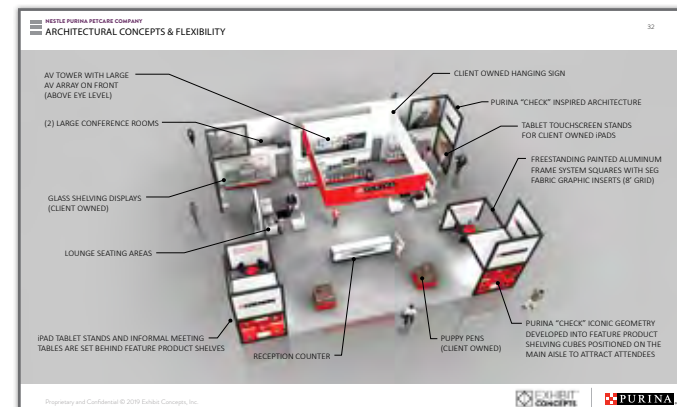 NESTLE PURINA PETCARE COMPANY
ARCHITECTURAL CONCEPTS & FLEXIBILITY
32
AV TOWER WITH LARGE
AV ARRAY ON FRONT
(ABOVE EYE LEVEL)
(2) LARGE CONFERENCE ROOMS
GLASS SHELVING DISPLAYS
(CLIENT OWNED)
LOUNGE SEATING AREAS
iPAD TABLET STANDS AND INFORMAL MEETING
TABLES ARE SET BEHIND FEATURE PRODUCT SHELVES
RECEPTION COUNTER
PUPPY PENS
(CLIENT OWNED)
CLIENT OWNED HANGING SIGN
PURINA “CHECK” INSPIRED ARCHITECTURE
TABLET TOUCHSCREEN STANDS
FOR CLIENT OWNED iPADS
FREESTANDING PAINTED ALUMINUM
FRAME SYSTEM SQUARES WITH SEG
FABRIC GRAPHIC INSERTS (8’ GRID)
PURINA “CHECK” ICONIC GEOMETRY
DEVELOPED INTO FEATURE PRODUCT
SHELVING CUBES POSITIONED ON THE
MAIN AISLE TO ATTRACT ATTENDEES
Proprietary and Confidential © 2019 Exhibit Concepts, Inc.
EXHIBIT
CONCEPTS
PURINA